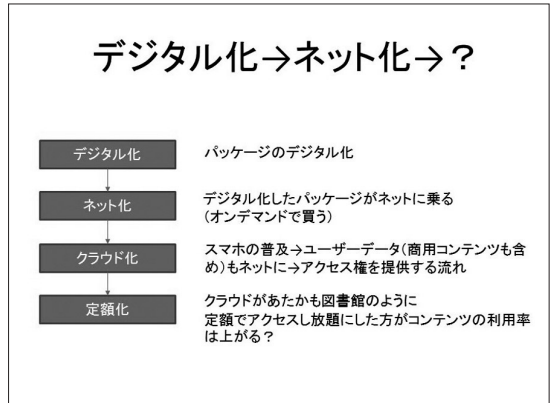 デジタル化→ネット化→？
デジタル化
パッケージのデジタル化
ネット化
デジタル化したパッケージがネットに乗る
(オンデマンドで買う)
クラウド化
スマホの普及→ユーザーデータ(商用コンテンツも含
め)もネットに→アクセス権を提供する流れ
定額化
クラウドがあたかも図書館のように
定額でアクセスし放題にした方がコンテンツの利用率
は上がる？